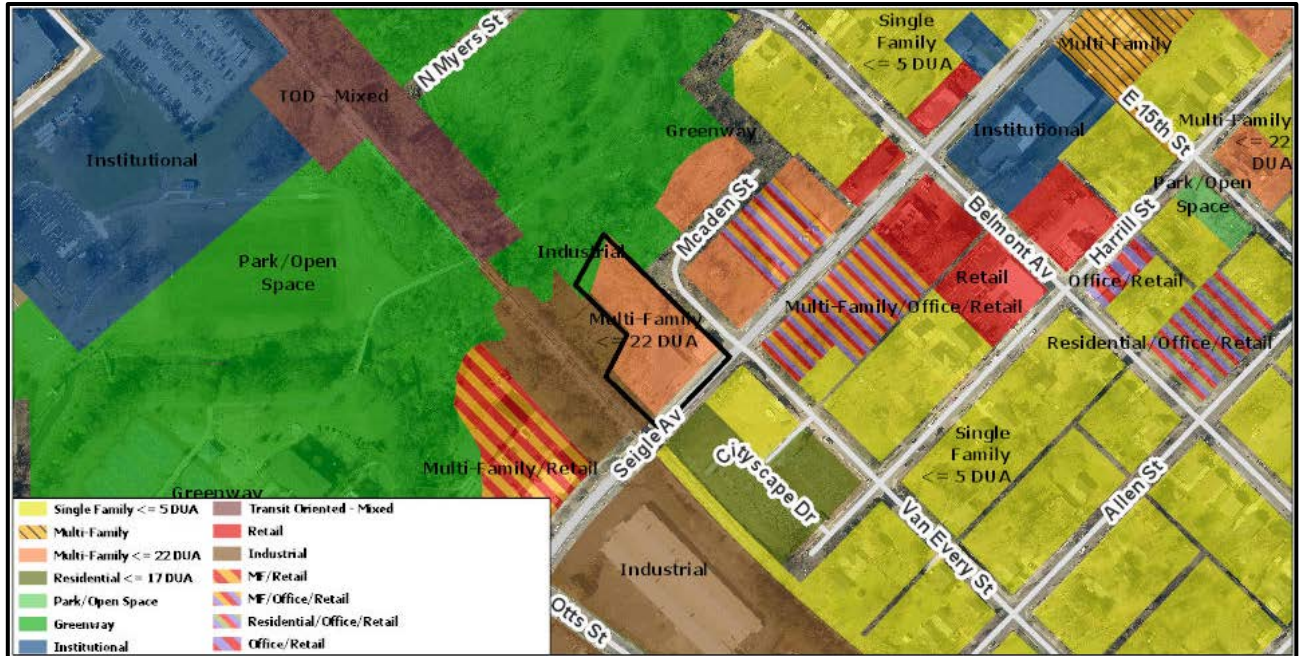 N Myers St
Single
Family
<= 5 DUA
Multi-Family
TOD - Mixed
E 15th St
Institutional
Greenway
Institutional
Multi-Family
<= 22
DUA
Park/Open
Space
Mcaden St
Belmont Av
Harrill St
Industrial
Park/Open
Space
Retail
Office/Retail
Multi-Family/Office/Retail
Multi-Family
<= 22 DUA
Residential/Office/Retail
Seigle Av
Cityscape Dr
Single
Family
<= 5 DUA
Multi-Family/Retail
Allen St
Van Every St
Greenway
Industrial
Otts St
Single Family <= 5 DUA
Multi-Family
Multi-Family <= 22 DUA
Residential <= 17 DUA
Park/Open Space
Greenway
Institutional
Transit Oriented - Mixed
Retail
Industrial
MF/Retail
MF/Office/Retail
Residential/Office/Retail
Office/Retail